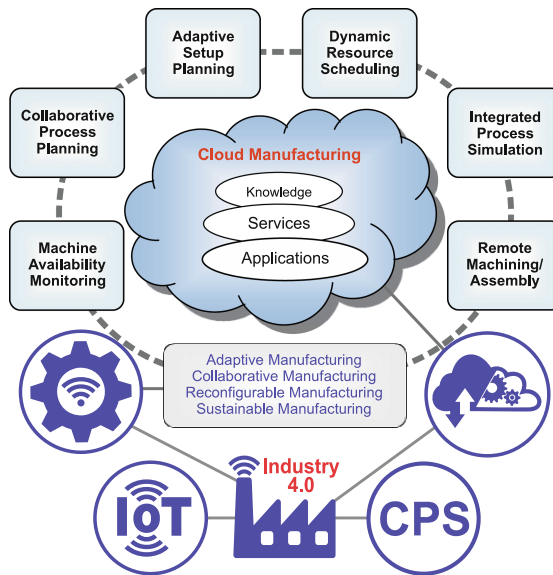 Adaptive
Setup
Planning
Dynamic
Resource
Scheduling
Collaborative
Process
Planning
Integrated
Process
Simulation
Cloud Manufacturing
Knowledge
Services
Applications
Machine
Availability
Monitoring
Remote
Machining/
Assembly
Adaptive Manufacturing
Collaborative Manufacturing
Reconfigurable Manufacturing
Sustainable Manufacturing
Industry
4.0
IoT
CPS